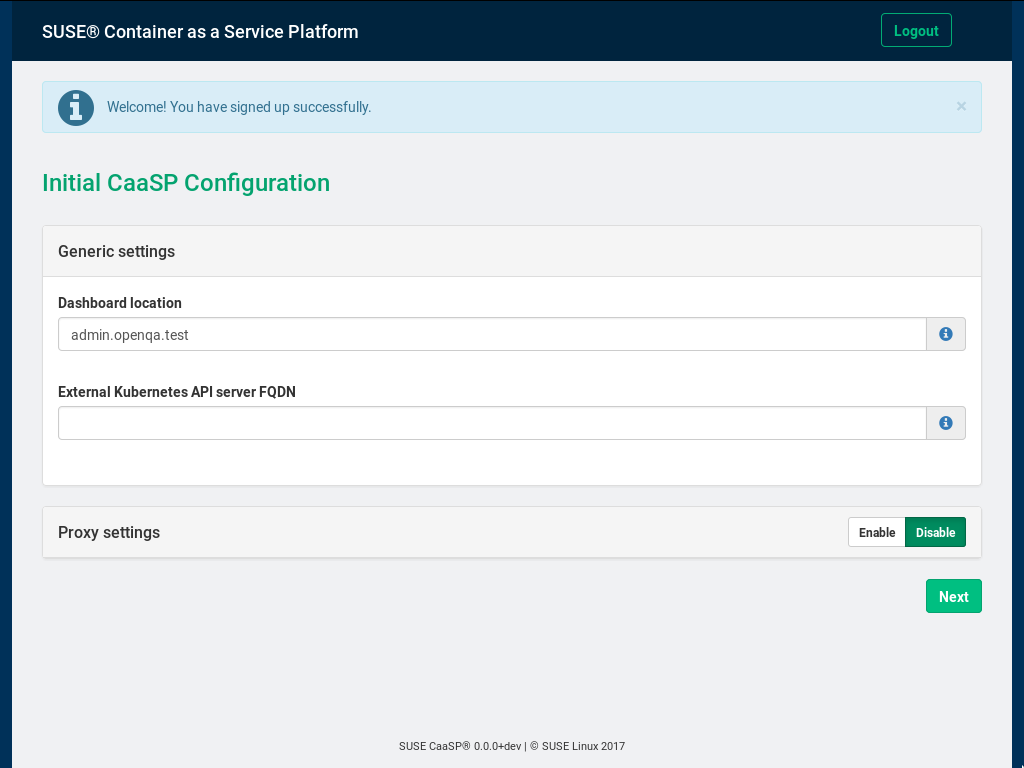 SUSE® Container as a Service Platform
Logout
Welcome! You have signed up successfully.
×
Initial CaaSP Configuration
Generic settings
Dashboard location
admin.openqa.test
External Kubernetes API server FQDN
Proxy settings
Enable Disable
Next
SUSE CaaSP® 0.0.0+dev | © SUSE Linux 2017